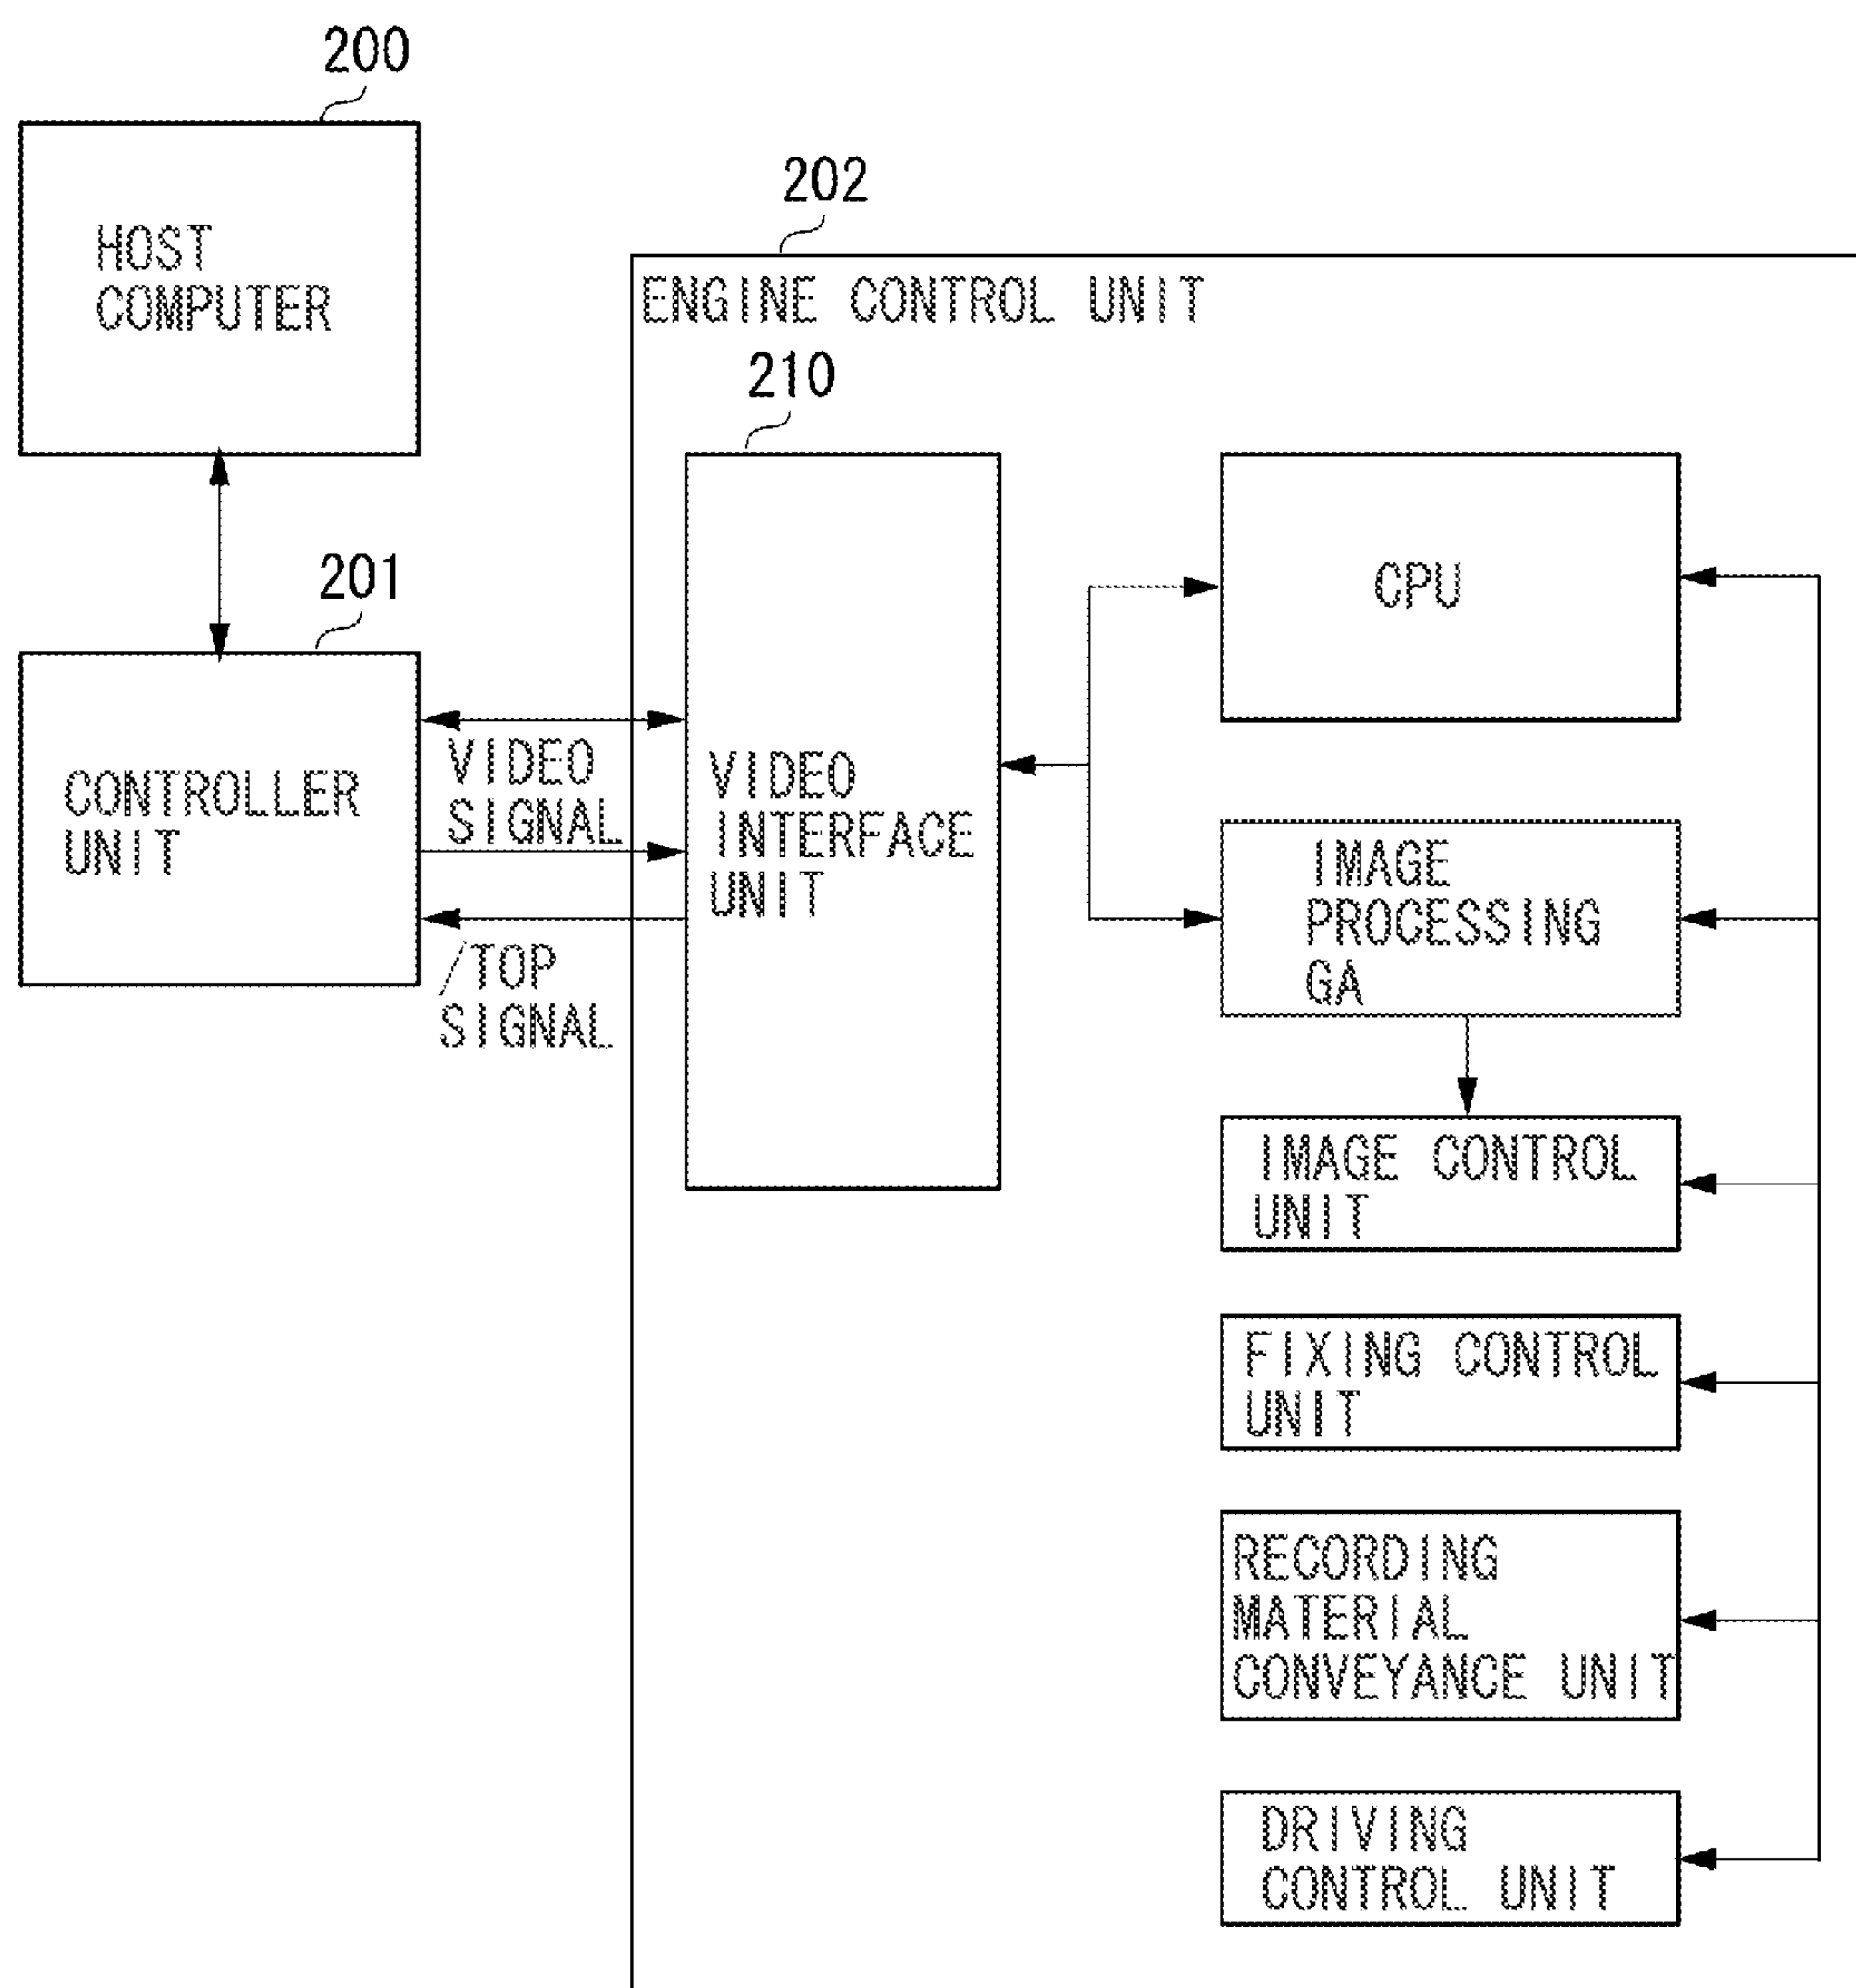 200
HOST
COMPUTER
201
CONTROLLER
UNIT
VIDEO
SIGNAL
/TOP
SIGNAL
202
ENGINE CONTROL UNIT
210
VIDEO
INTERFACE
UNIT
CPU
IMAGE
PROCESSING
GA
IMAGE CONTROL
UNIT
FIXING CONTROL
UNIT
RECORDING
MATERIAL
CONVEYANCE UNIT
DRIVING
CONTROL UNIT